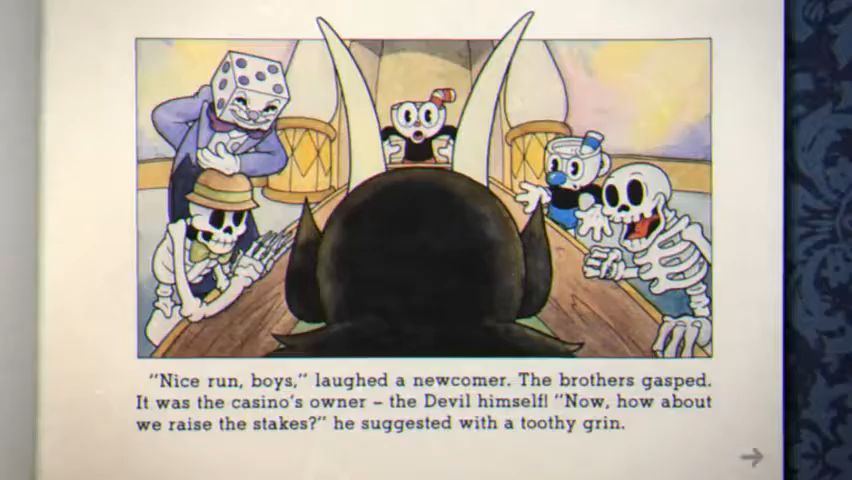 "Nice run, boys," laughed a newcomer. The brothers gasped.
It was the casino's owner – the Devil himself! "Now, how about
we raise the stakes?" he suggested with a toothy grin.